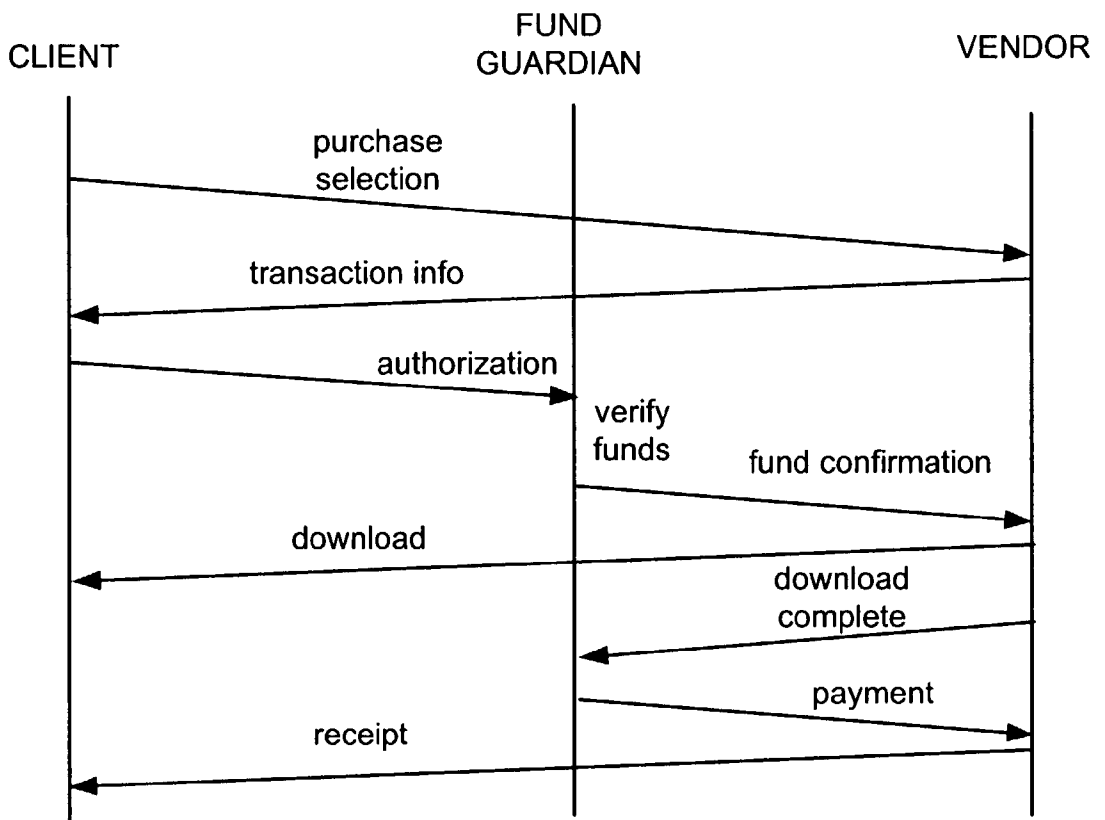 CLIENT
FUND
GUARDIAN
VENDOR
purchase
selection
transaction info
authorization
verify
funds
fund confirmation
download
download
complete
payment
receipt